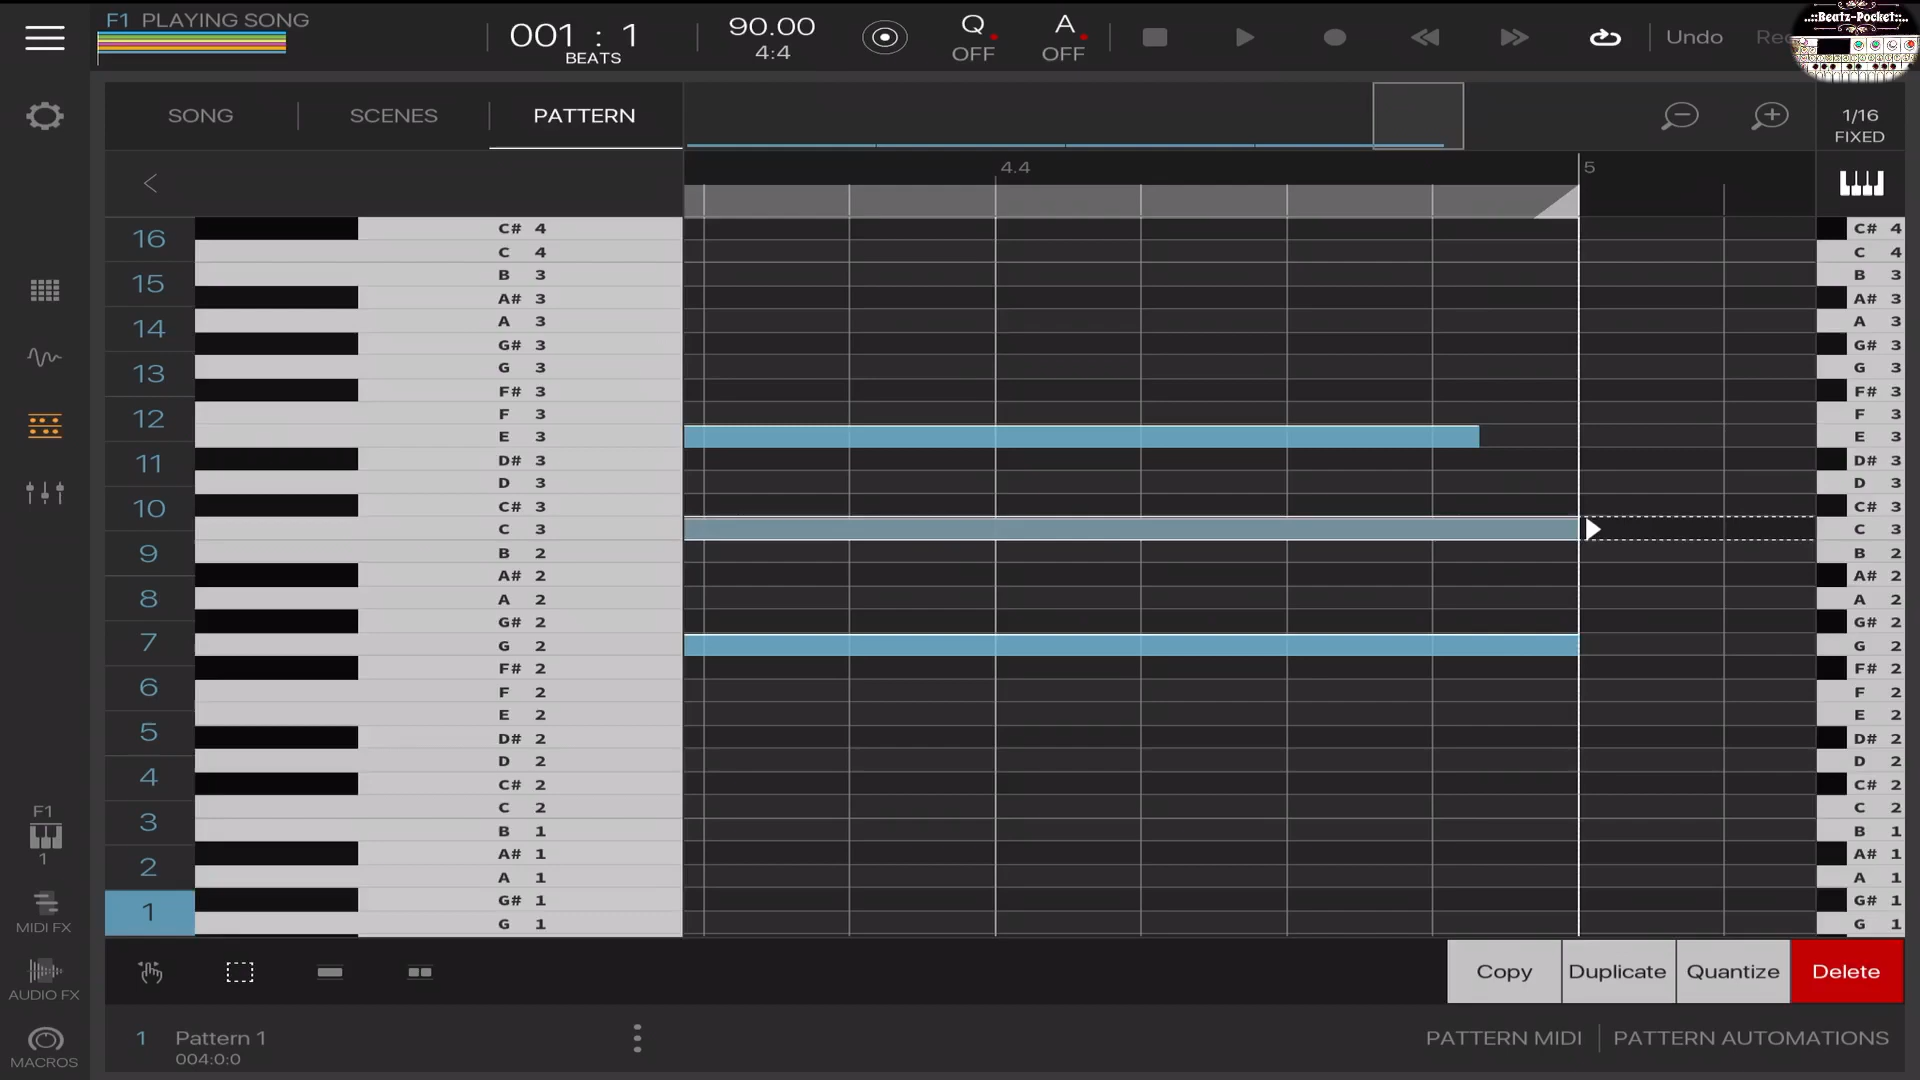 F1 PLAYING SONG
001 : 1
BEATS
90.00
4:4
Q
OFF
A
OFF
Undo
..::Beatz-Pocket::..
SONG
SCENES
PATTERN
1/16
FIXED
4.4
5
16
15
14
13
12
11
10
9
8
7
6
5
4
3
2
1
C# 4
C 4
B 3
A# 3
A 3
G# 3
G 3
F# 3
F 3
E 3
D# 3
D 3
C# 3
C 3
B 2
A# 2
A 2
G# 2
G 2
F# 2
F 2
E 2
D# 2
D 2
C# 2
C 2
B 1
A# 1
A 1
G# 1
G 1
C# 4
C 4
B 3
A# 3
A 3
G# 3
G 3
F# 3
F 3
E 3
D# 3
D 3
C# 3
C 3
B 2
A# 2
A 2
G# 2
G 2
F# 2
F 2
E 2
D# 2
D 2
C# 2
C 2
B 1
A# 1
A 1
G# 1
G 1
F1
1
MIDI FX
AUDIO FX
MACROS
Copy
Duplicate
Quantize
Delete
1 Pattern 1
004:0:0
PATTERN MIDI
PATTERN AUTOMATIONS